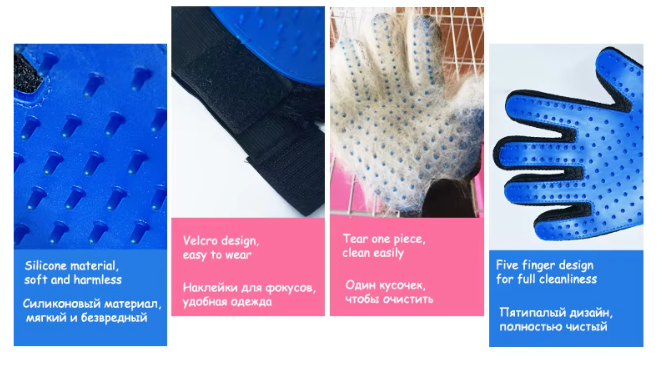 Silicone material,
soft and harmless
Силиконовый материал,
мягкий и безвредный
Velcro design,
easy to wear
Наклейки для фокусов,
удобная одежда
Tear one piece,
clean easily
Один кусочек,
чтобы очистить
Five finger design
for full cleanliness
Пятипалый дизайн,
полностью чистый